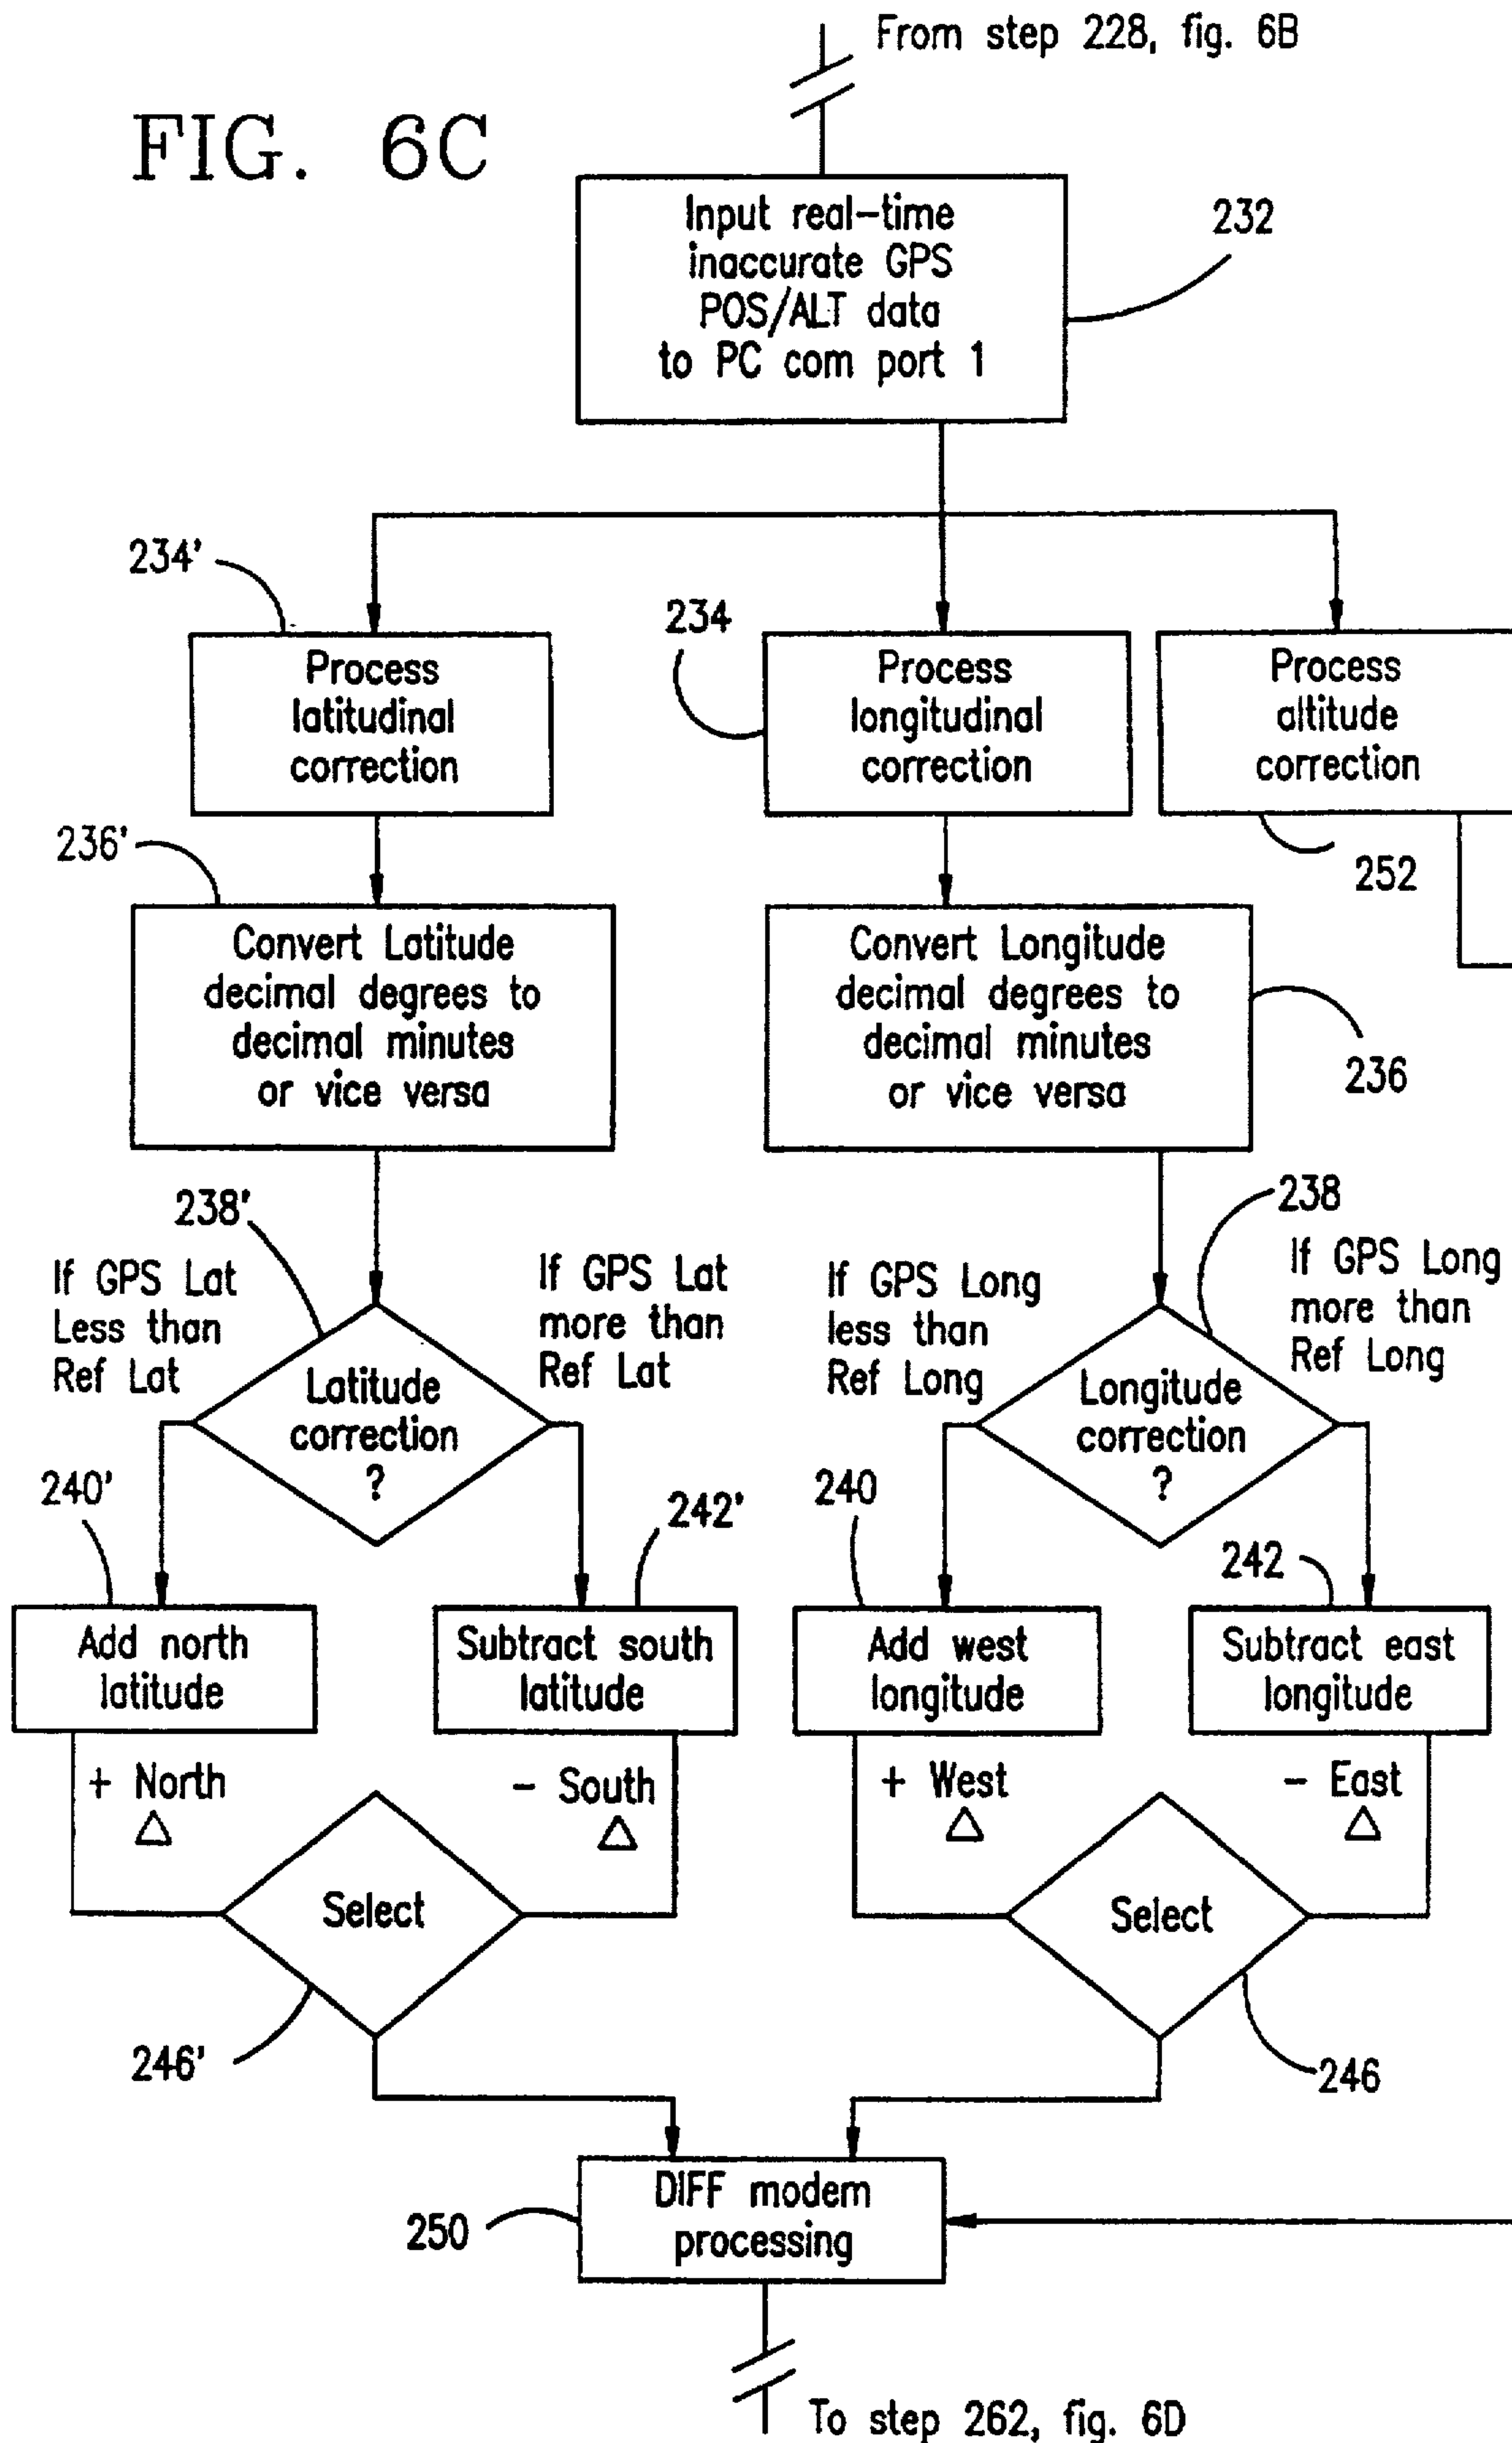 From step 228, fig. 6B
FIG. 6C
Input real-time
inaccurate GPS
POS/ALT data
to PC com port 1
232
234'
234
Process
latitudinal
correction
Process
longitudinal
correction
Process
altitude
correction
236'
252
Convert Latitude
decimal degrees to
decimal minutes
or vice versa
Convert Longitude
decimal degrees to
decimal minutes
or vice versa
236
238'
238
If GPS Lat
Less than
Ref Lat
If GPS Lat
more than
Ref Lat
If GPS Long
less than
Ref Long
If GPS Long
more than
Ref Long
Latitude
correction
?
Longitude
correction
?
240'
242'
240
242
Add north
latitude
Subtract south
latitude
Add west
longitude
Subtract east
longitude
+ North
△
- South
△
+ West
△
- East
△
Select
Select
246'
246
DIFF modem
processing
250
To step 262, fig. 6D